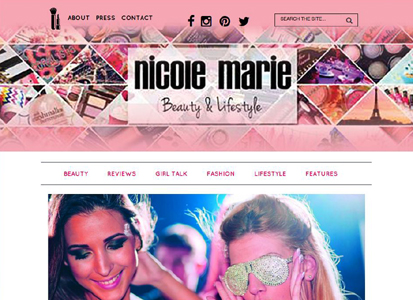 ABOUT PRESS CONTACT
SEARCH THE SITE...
nicole marie
Beauty & Lifestyle
BEAUTY REVIEWS GIRL TALK FASHION LIFESTYLE FEATURES